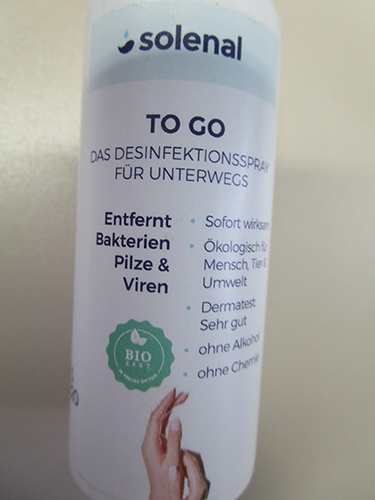 solenal
TO GO
DAS DESINFEKTIONSSPRAY
FÜR UNTERWEGS
Entfernt
Bakterien
Pilze &
Viren
• Sofort wirksam
• Ökologisch für
Mensch, Tier &
Umwelt
• Dermatest
Sehr gut
• ohne Alkohol
• ohne Chemie
BIO